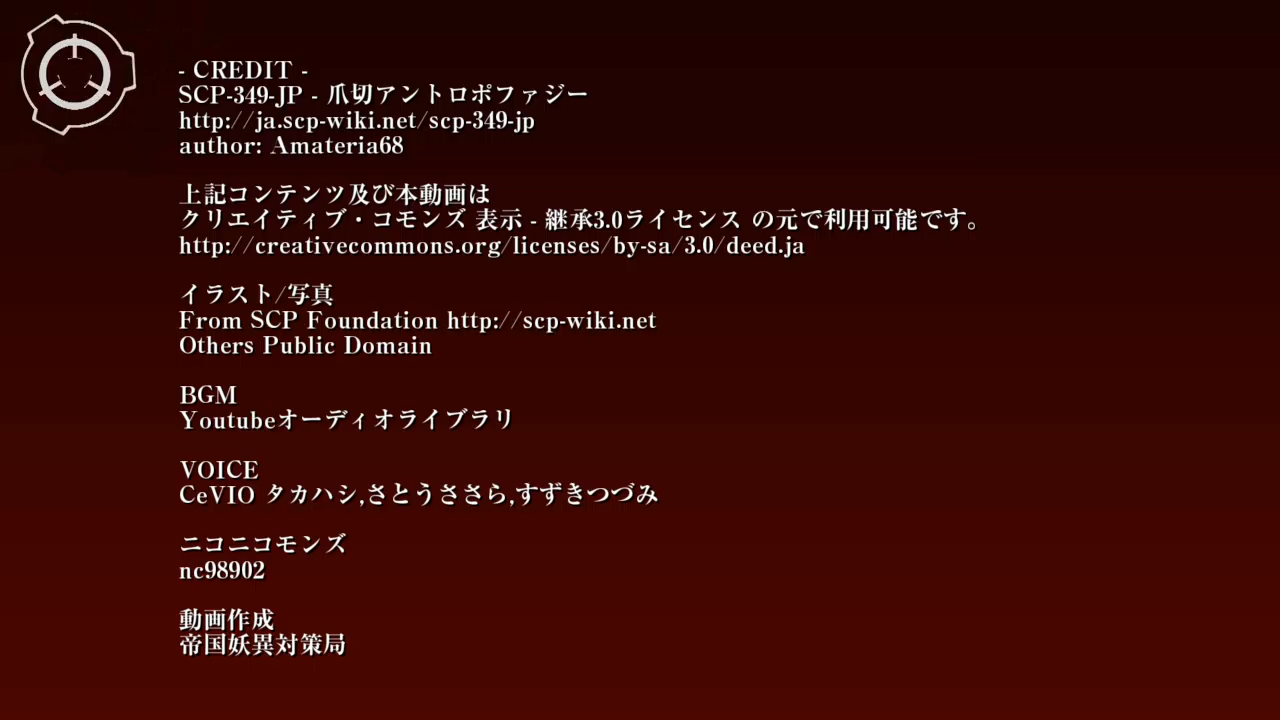 - CREDIT -
SCP-349-JP - 爪切アントロポファジー
http://ja.scp-wiki.net/scp-349-jp
author: Amateria68
上記コンテンツ及び本動画は
クリエイティブ・コモンズ 表示 - 継承3.0ライセンス の元で利用可能です。
http://creativecommons.org/licenses/by-sa/3.0/deed.ja
イラスト/写真
From SCP Foundation http://scp-wiki.net
Others Public Domain
BGM
Youtubeオーディオライブラリ
VOICE
CeVIO タカハシ,さとうささら,すずきつづみ
ニコニコモンズ
nc98902
動画作成
帝国妖異対策局